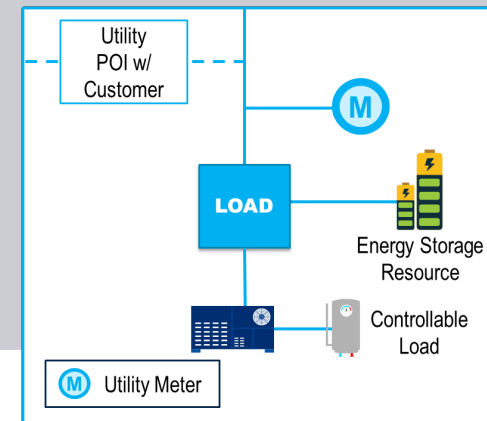 Utility
POI w/
Customer
M
LOAD
Energy Storage
Resource
Controllable
Load
M Utility Meter